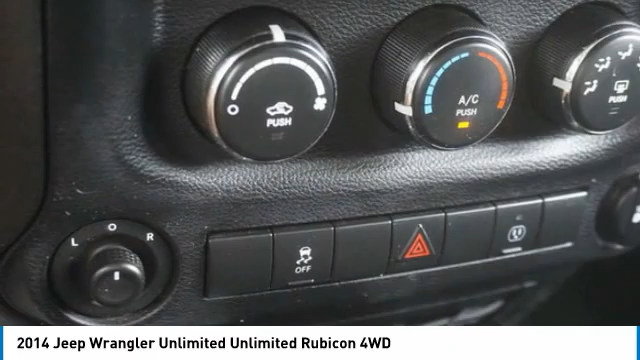 PUSH
A/C
PUSH
PUSH
L O R
OFF
2014 Jeep Wrangler Unlimited Unlimited Rubicon 4WD